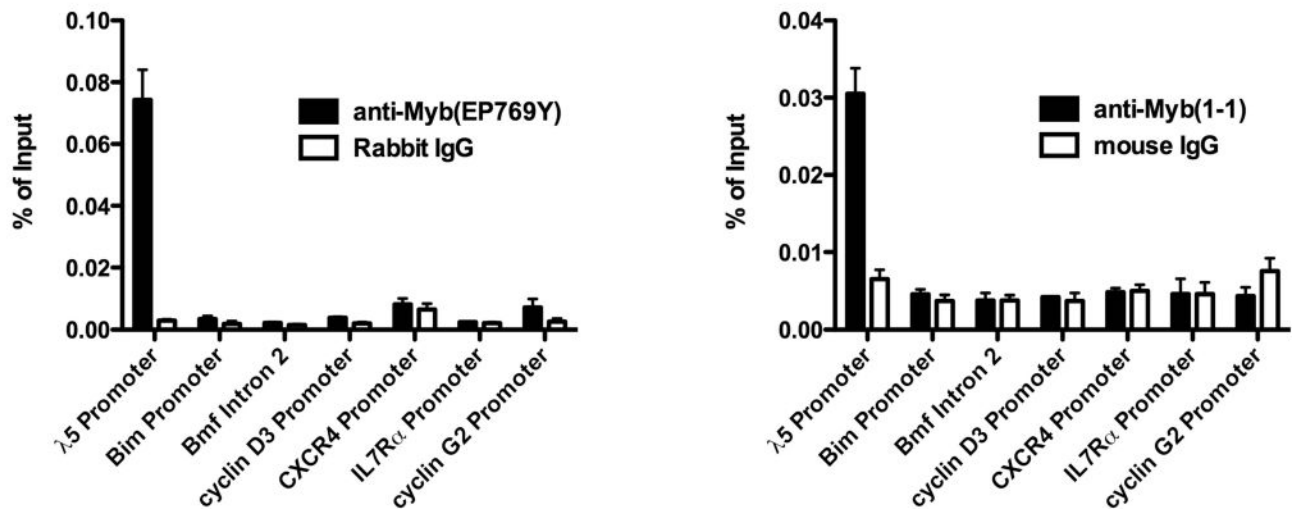 0.10
0.08
0.06
0.04
0.02
0.00
% of Input
anti-Myb(EP769Y)
Rabbit IgG
λ5 Promoter
Bim Promoter
Bmf Intron 2
cyclin D3 Promoter
CXCR4 Promoter
IL7Rα Promoter
cyclin G2 Promoter
0.04
0.03
0.02
0.01
0.00
% of Input
anti-Myb(1-1)
mouse IgG
λ5 Promoter
Bim Promoter
Bmf Intron 2
cyclin D3 Promoter
CXCR4 Promoter
IL7Rα Promoter
cyclin G2 Promoter